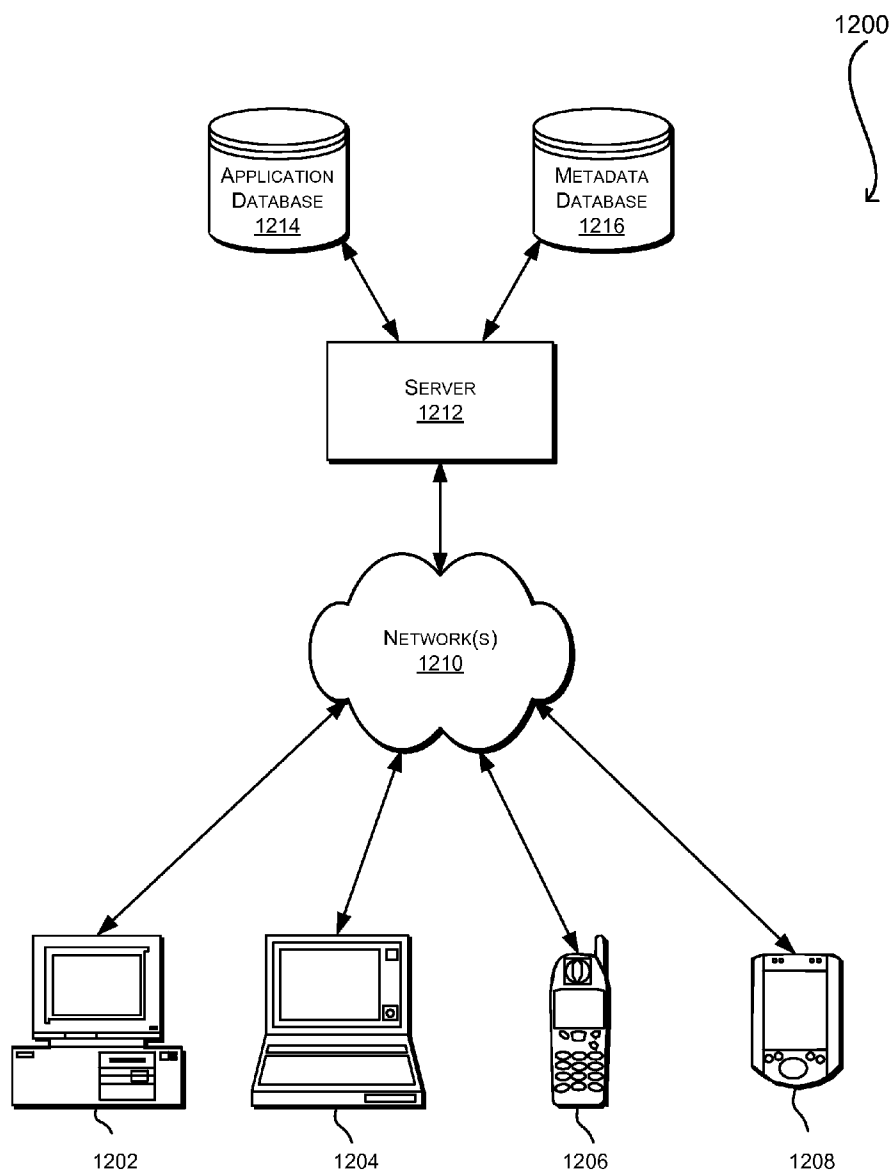 1200
APPLICATION
DATABASE
1214
METADATA
DATABASE
1216
SERVER
1212
NETWORK(S)
1210
1202
1204
1206
1208